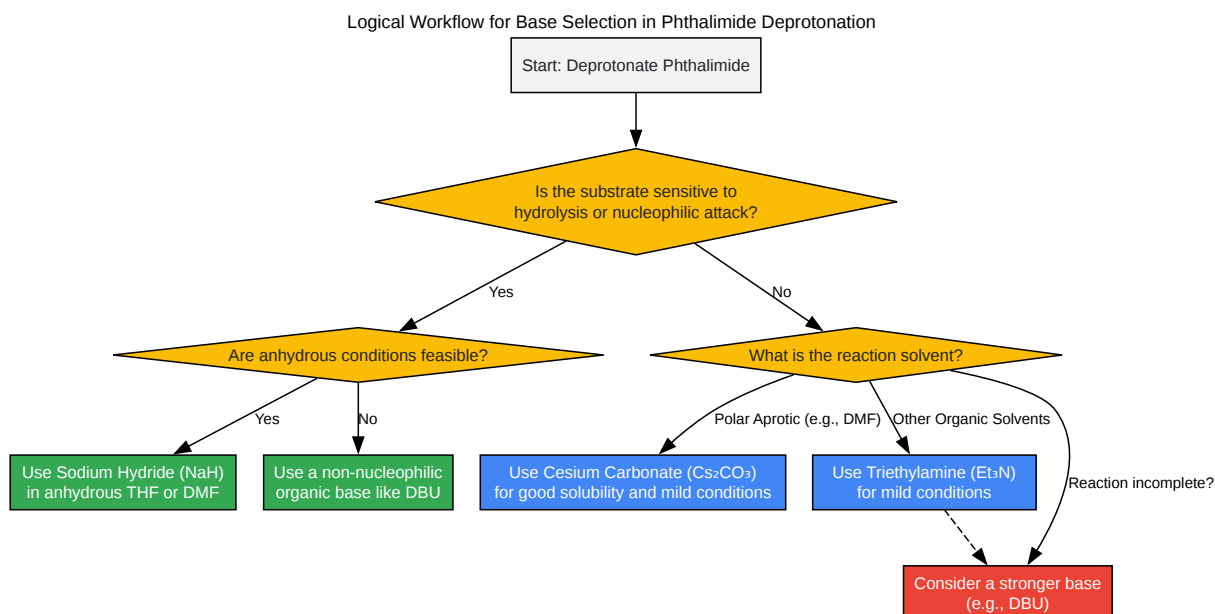 Logical Workflow for Base Selection in Phthalimide Deprotonation
Start: Deprotonate Phthalimide
Is the substrate sensitive to
hydrolysis or nucleophilic attack?
Yes
No
Are anhydrous conditions feasible?
What is the reaction solvent?
Yes
No
Polar Aprotic (e.g., DMF)
Other Organic Solvents
Use Sodium Hydride (NaH)
in anhydrous THF or DMF
Use a non-nucleophilic
organic base like DBU
Use Cesium Carbonate (Cs₂CO₃)
for good solubility and mild conditions
Use Triethylamine (Et₃N)
for mild conditions
Reaction incomplete?
Consider a stronger base
(e.g., DBU)